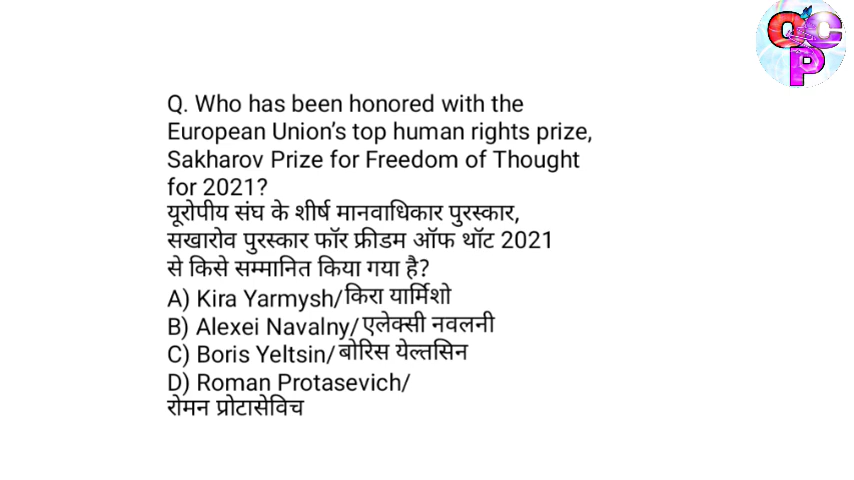 QCP
Q. Who has been honored with the
European Union’s top human rights prize,
Sakharov Prize for Freedom of Thought
for 2021?
यूरोपीय संघ के शीर्ष मानवाधिकार पुरस्कार,
सखारोव पुरस्कार फॉर फ्रीडम ऑफ थॉट 2021
से किसे सम्मानित किया गया है?
A) Kira Yarmysh/किरा यार्मिशो
B) Alexei Navalny/एलेक्सी नवलनी
C) Boris Yeltsin/बोरिस येल्तसिन
D) Roman Protasevich/
रोमन प्रोटासेविच